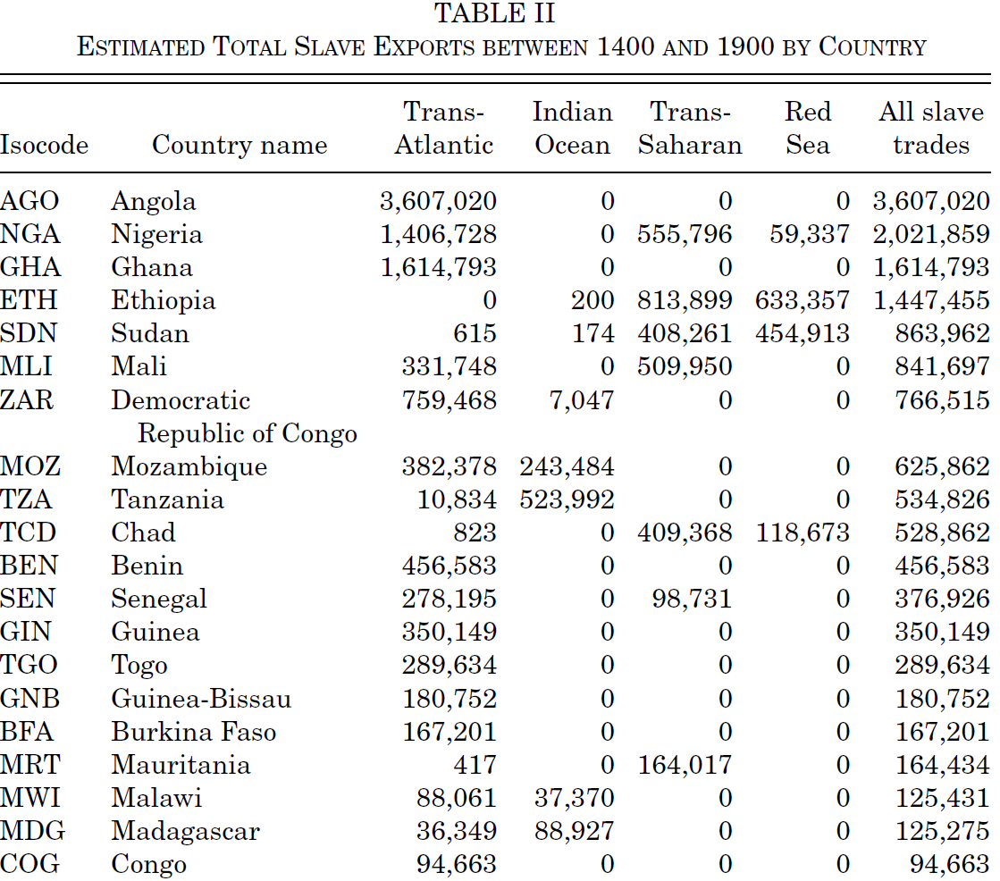 TABLE II
ESTIMATED TOTAL SLAVE EXPORTS BETWEEN 1400 AND 1900 BY COUNTRY
Trans- Indian Trans- Red All slave
Isocode Country name Atlantic Ocean Saharan Sea trades
AGO Angola 3,607,020 0 0 0 3,607,020
NGA Nigeria 1,406,728 0 555,796 59,337 2,021,859
GHA Ghana 1,614,793 0 0 0 1,614,793
ETH Ethiopia 0 200 813,899 633,357 1,447,455
SDN Sudan 615 174 408,261 454,913 863,962
MLI Mali 331,748 0 509,950 0 841,697
ZAR Democratic 759,468 7,047 0 0 766,515
Republic of Congo
MOZ Mozambique 382,378 243,484 0 0 625,862
TZA Tanzania 10,834 523,992 0 0 534,826
TCD Chad 823 0 409,368 118,673 528,862
BEN Benin 456,583 0 0 0 456,583
SEN Senegal 278,195 0 98,731 0 376,926
GIN Guinea 350,149 0 0 0 350,149
TGO Togo 289,634 0 0 0 289,634
GNB Guinea-Bissau 180,752 0 0 0 180,752
BFA Burkina Faso 167,201 0 0 0 167,201
MRT Mauritania 417 0 164,017 0 164,434
MWI Malawi 88,061 37,370 0 0 125,431
MDG Madagascar 36,349 88,927 0 0 125,275
COG Congo 94,663 0 0 0 94,663